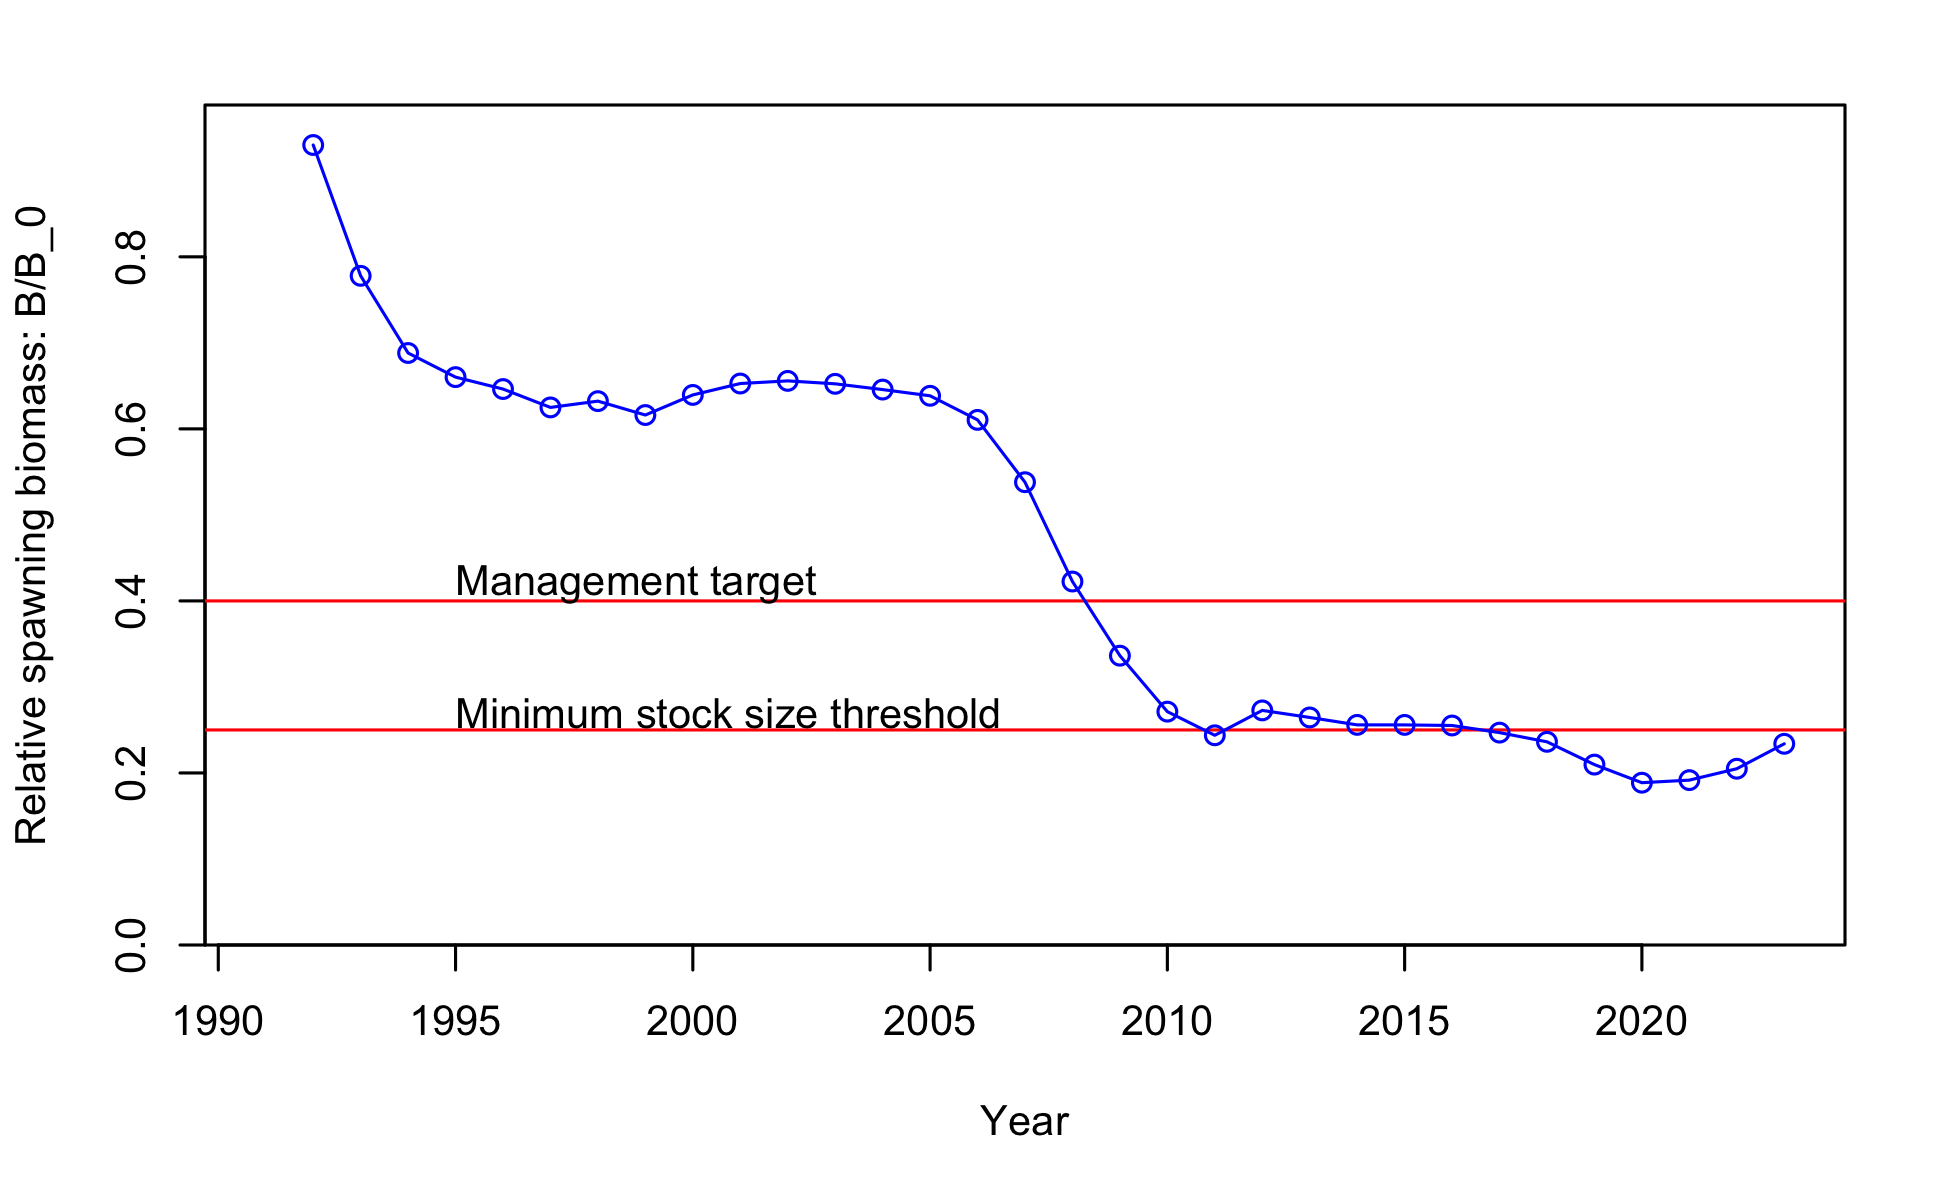 Relative spawning biomass: B/B_0
0.8
0.6
0.4
0.2
0.0
Management target
Minimum stock size threshold
1990 1995 2000 2005 2010 2015 2020
Year